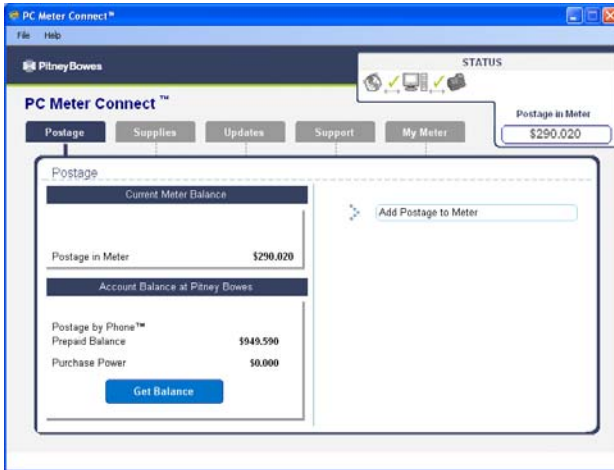 PC Meter Connect™
File Help
Pitney Bowes
STATUS
PC Meter Connect ™
Postage in Meter
$290.020
Postage Supplies Updates Support My Meter
Postage
Current Meter Balance
Add Postage to Meter
Postage in Meter $290.020
Account Balance at Pitney Bowes
Postage by Phone™
Prepaid Balance $949.590
Purchase Power $0.000
Get Balance